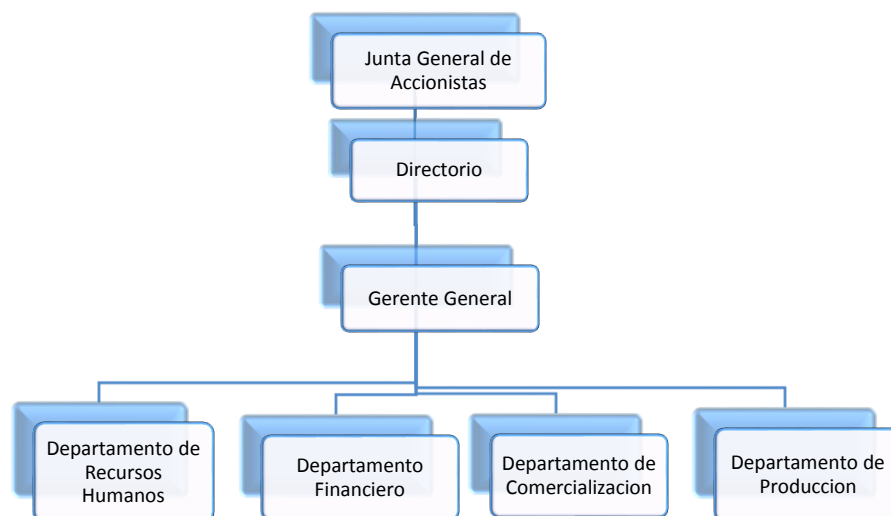 Junta General de
Accionistas
Directorio
Gerente General
Departamento de
Recursos
Humanos
Departamento
Financiero
Departamento de
Comercializacion
Departamento de
Produccion